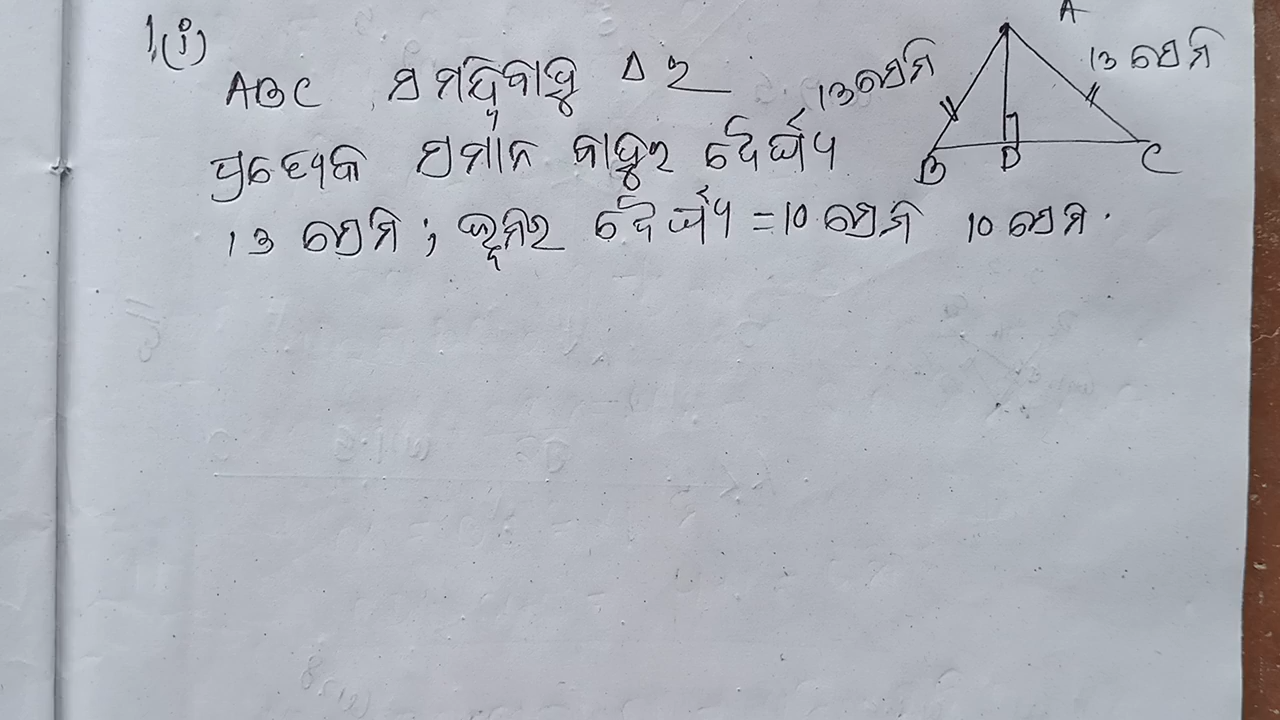 1(i)
A
ABC ସମଦ୍ୱିବାହୁ Δ ର
13 ସେମି
13 ସେମି
ପ୍ରତ୍ୟେକ ସମାନ ବାହୁର ଦୈର୍ଘ୍ୟ
B D C
13 ସେମି ; ଭୂମିର ଦୈର୍ଘ୍ୟ = 10 ସେମି 10 ସେମ.